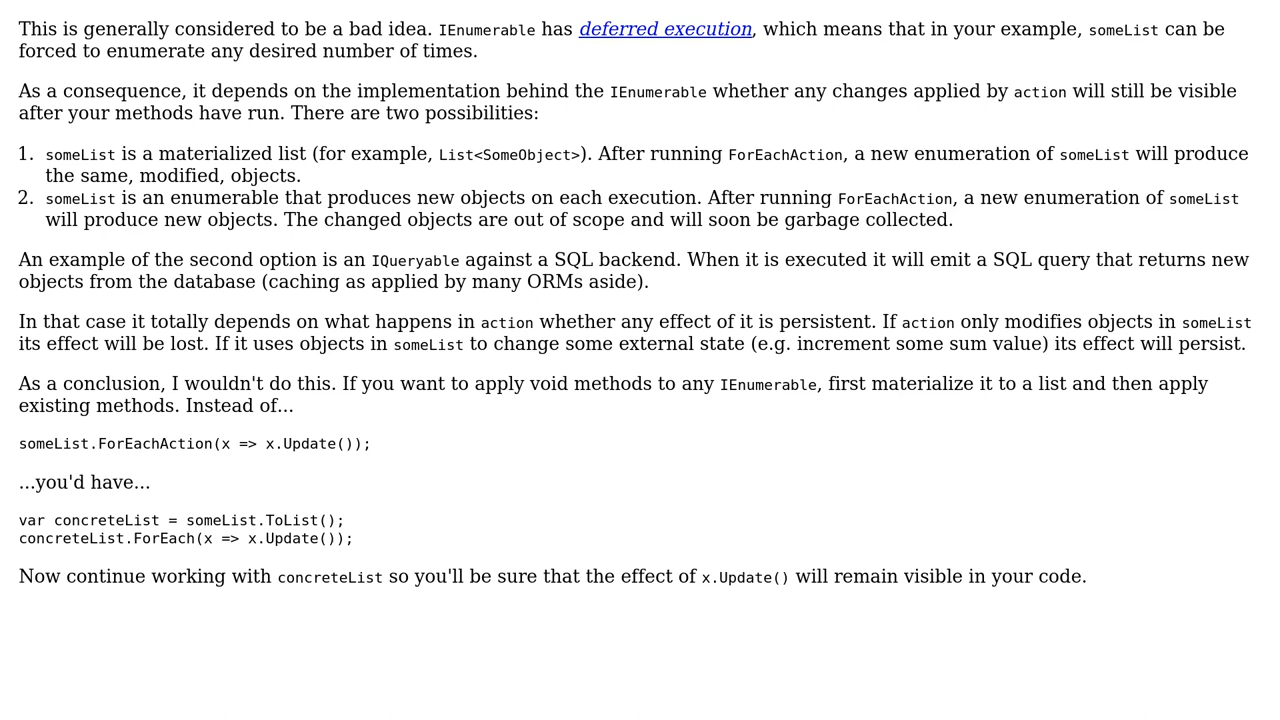 This is generally considered to be a bad idea. IEnumerable has deferred execution, which means that in your example, someList can be
forced to enumerate any desired number of times.
As a consequence, it depends on the implementation behind the IEnumerable whether any changes applied by action will still be visible
after your methods have run. There are two possibilities:
1. someList is a materialized list (for example, List<SomeObject>). After running ForEachAction, a new enumeration of someList will produce
the same, modified, objects.
2. someList is an enumerable that produces new objects on each execution. After running ForEachAction, a new enumeration of someList
will produce new objects. The changed objects are out of scope and will soon be garbage collected.
An example of the second option is an IQueryable against a SQL backend. When it is executed it will emit a SQL query that returns new
objects from the database (caching as applied by many ORMs aside).
In that case it totally depends on what happens in action whether any effect of it is persistent. If action only modifies objects in someList
its effect will be lost. If it uses objects in someList to change some external state (e.g. increment some sum value) its effect will persist.
As a conclusion, I wouldn't do this. If you want to apply void methods to any IEnumerable, first materialize it to a list and then apply
existing methods. Instead of...
someList.ForEachAction(x => x.Update());
...you'd have...
var concreteList = someList.ToList();
concreteList.ForEach(x => x.Update());
Now continue working with concreteList so you'll be sure that the effect of x.Update() will remain visible in your code.